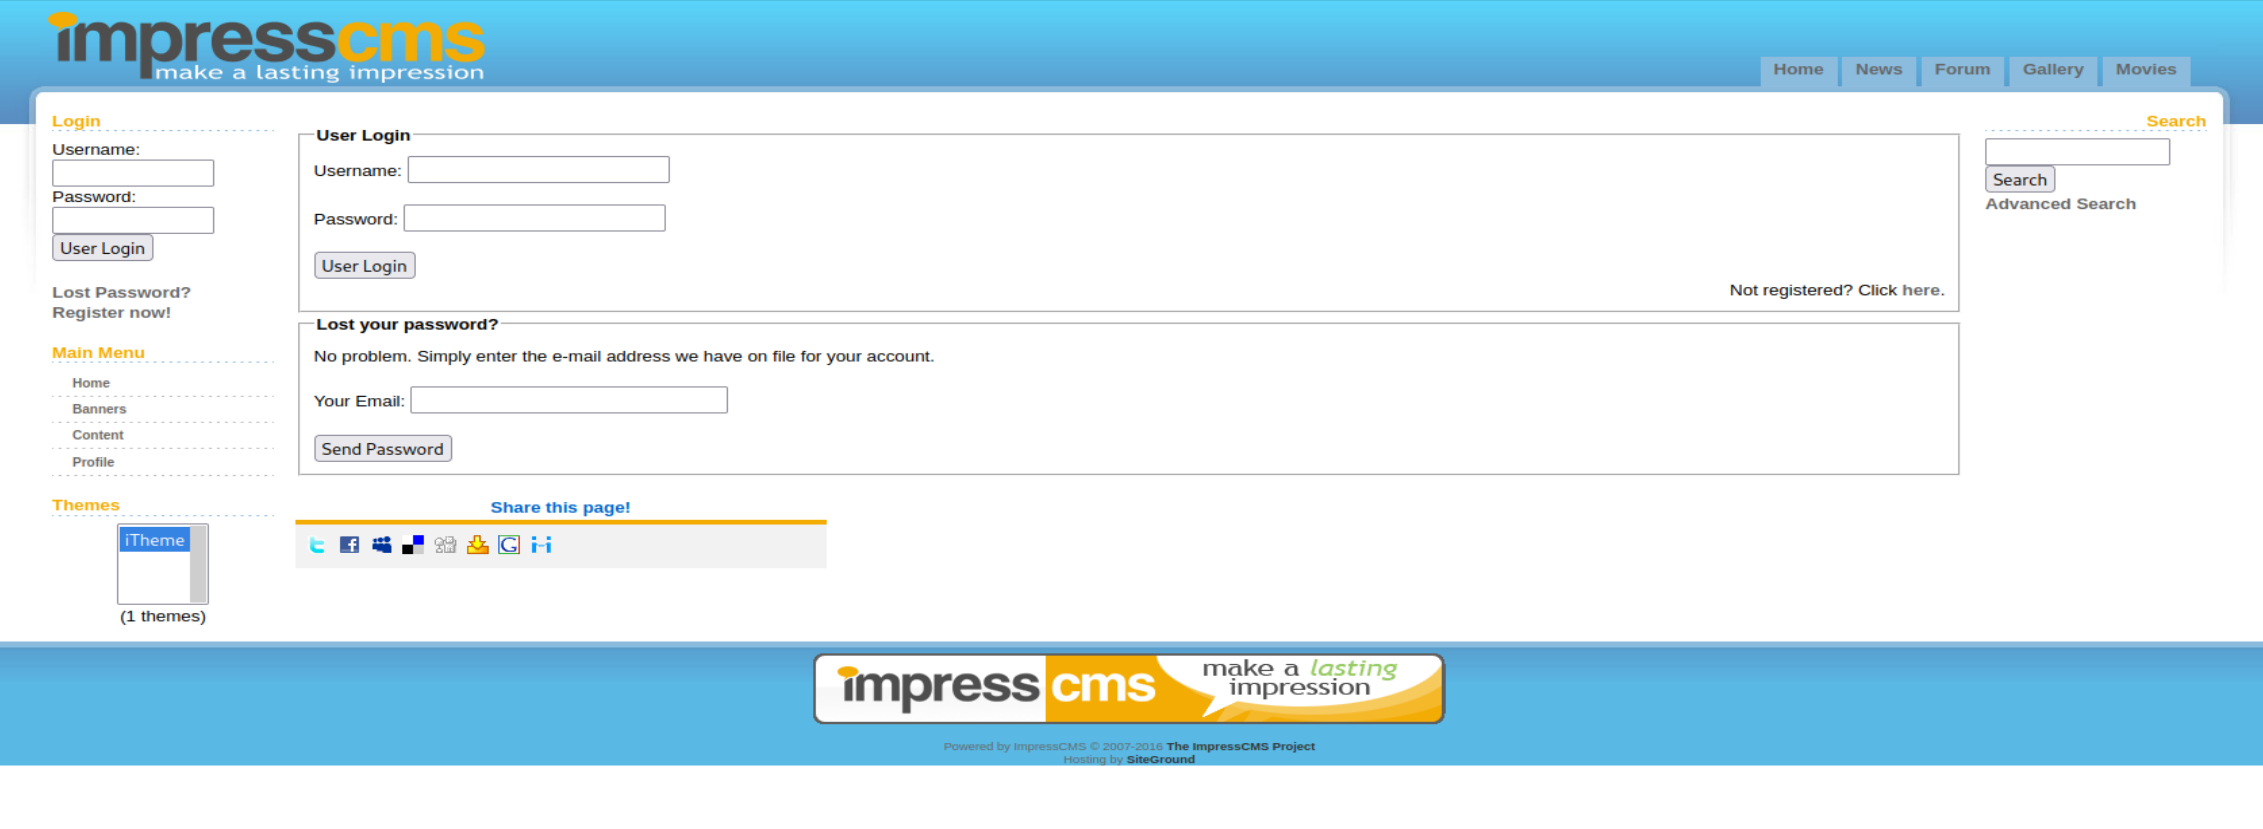 impresscms
make a lasting impression
Home News Forum Gallery Movies
Login
Username:
Password:
User Login
Lost Password?
Register now!
Main Menu
Home
Banners
Content
Profile
Themes
iTheme
(1 themes)
User Login
Username:
Password:
User Login
Not registered? Click here.
Lost your password?
No problem. Simply enter the e-mail address we have on file for your account.
Your Email:
Send Password
Share this page!
Search
Search
Advanced Search
impress cms
make a lasting
impression
Powered by ImpressCMS © 2007-2016 The ImpressCMS Project
Hosting by SiteGround